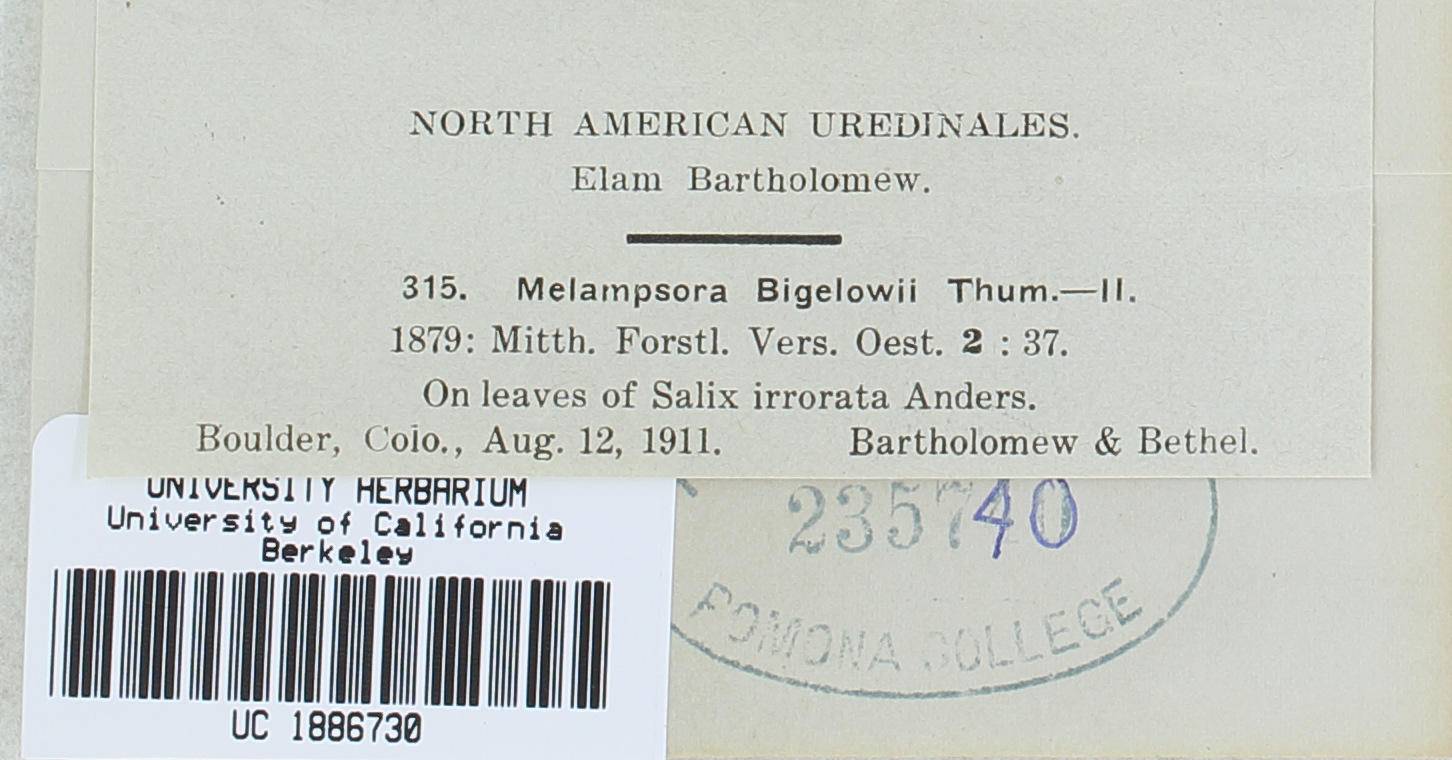 NORTH AMERICAN UREDINALES.
Elam Bartholomew.
315. Melampsora Bigelowii Thum.—II.
1879: Mitth. Forstl. Vers. Oest. 2 : 37.
On leaves of Salix irrorata Anders.
Boulder, Colo., Aug. 12, 1911. Bartholomew & Bethel.
UNIVERSITY HERBARIUM
University of California
Berkeley
UC 1886730
235740
POMONA COLLEGE